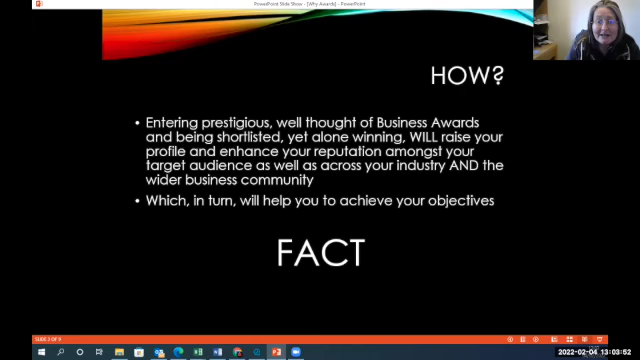 PowerPoint Slide Show - [Why Awards] - PowerPoint
HOW?
• Entering prestigious, well thought of Business Awards
and being shortlisted, yet alone winning, WILL raise your
profile and enhance your reputation amongst your
target audience as well as across your industry AND the
wider business community
• Which, in turn, will help you to achieve your objectives
FACT
SLIDE 3 OF 9
2022-02-04 13:03:52